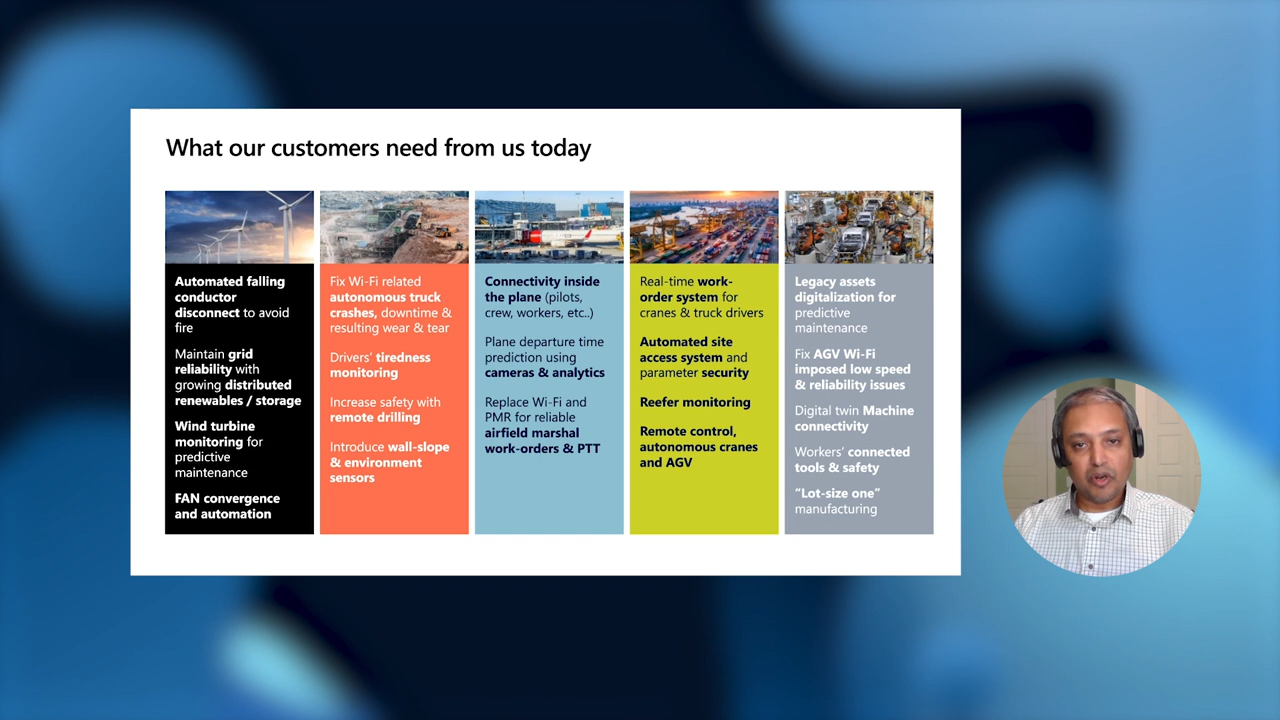 What our customers need from us today
Automated falling
conductor
disconnect to avoid
fire
Maintain grid
reliability with
growing distributed
renewables / storage
Wind turbine
monitoring for
predictive
maintenance
FAN convergence
and automation
Fix Wi-Fi related
autonomous truck
crashes, downtime &
resulting wear & tear
Drivers’ tiredness
monitoring
Increase safety with
remote drilling
Introduce wall-slope
& environment
sensors
Connectivity inside
the plane (pilots,
crew, workers, etc..)
Plane departure time
prediction using
cameras & analytics
Replace Wi-Fi and
PMR for reliable
airfield marshal
work-orders & PTT
Real-time work-
order system for
cranes & truck drivers
Automated site
access system and
parameter security
Reefer monitoring
Remote control,
autonomous cranes
and AGV
Legacy assets
digitalization for
predictive
maintenance
Fix AGV Wi-Fi
imposed low speed
& reliability issues
Digital twin Machine
connectivity
Workers’ connected
tools & safety
“Lot-size one”
manufacturing